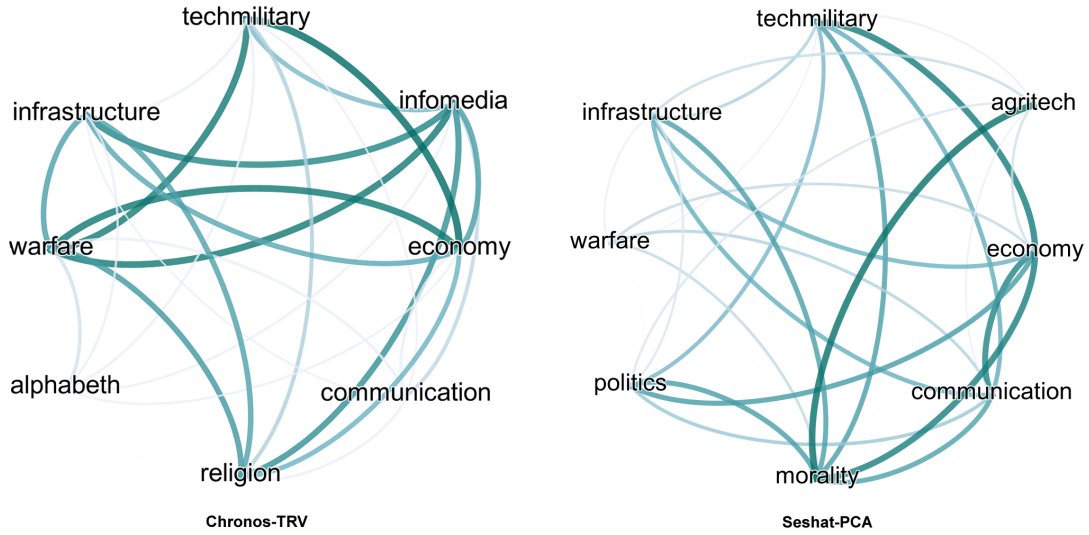 techmilitary
infomedia
infrastructure
warfare
economy
alphabeth
communication
religion
Chronos-TRV
techmilitary
agritech
infrastructure
warfare
economy
politics
communication
morality
Seshat-PCA